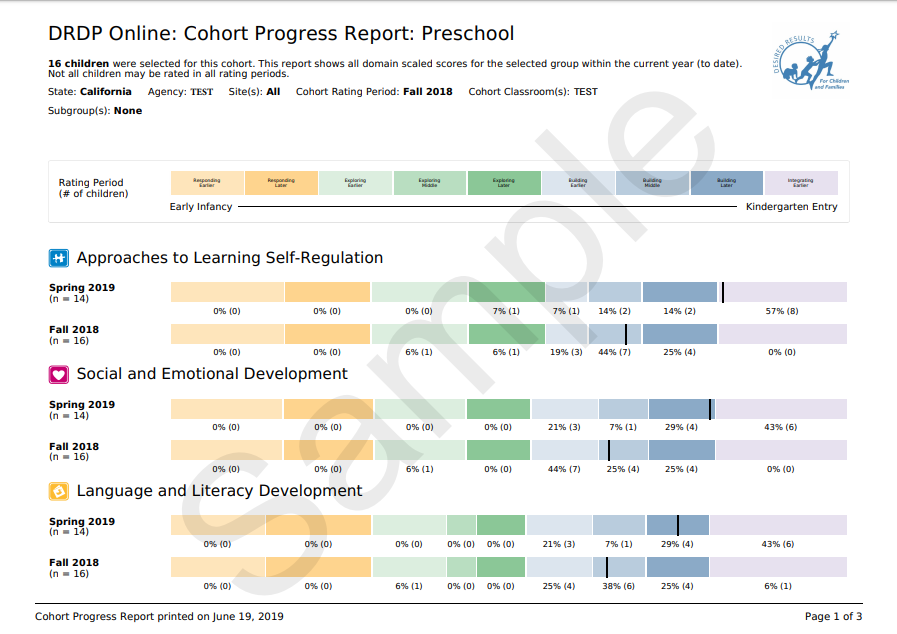 DRDP Online: Cohort Progress Report: Preschool
DESIRED RESULTS
For Children
and Families
16 children were selected for this cohort. This report shows all domain scaled scores for the selected group within the current year (to date).
Not all children may be rated in all rating periods.
State: California Agency: TEST Site(s): All Cohort Rating Period: Fall 2018 Cohort Classroom(s): TEST
Subgroup(s): None
Rating Period
(# of children)
Responding Earlier
Responding Later
Exploring Earlier
Exploring Middle
Exploring Later
Building Earlier
Building Middle
Building Later
Integrating Earlier
Early Infancy Kindergarten Entry
Approaches to Learning Self-Regulation
Spring 2019
(n = 14)
0% (0) 0% (0) 0% (0) 7% (1) 7% (1) 14% (2) 14% (2) 57% (8)
Fall 2018
(n = 16)
0% (0) 0% (0) 6% (1) 6% (1) 19% (3) 44% (7) 25% (4) 0% (0)
Social and Emotional Development
Spring 2019
(n = 14)
0% (0) 0% (0) 0% (0) 0% (0) 21% (3) 7% (1) 29% (4) 43% (6)
Fall 2018
(n = 16)
0% (0) 0% (0) 6% (1) 0% (0) 44% (7) 25% (4) 25% (4) 0% (0)
Language and Literacy Development
Spring 2019
(n = 14)
0% (0) 0% (0) 0% (0) 0% (0) 0% (0) 21% (3) 7% (1) 29% (4) 43% (6)
Fall 2018
(n = 16)
0% (0) 0% (0) 6% (1) 0% (0) 0% (0) 25% (4) 38% (6) 25% (4) 6% (1)
Sample
Cohort Progress Report printed on June 19, 2019 Page 1 of 3